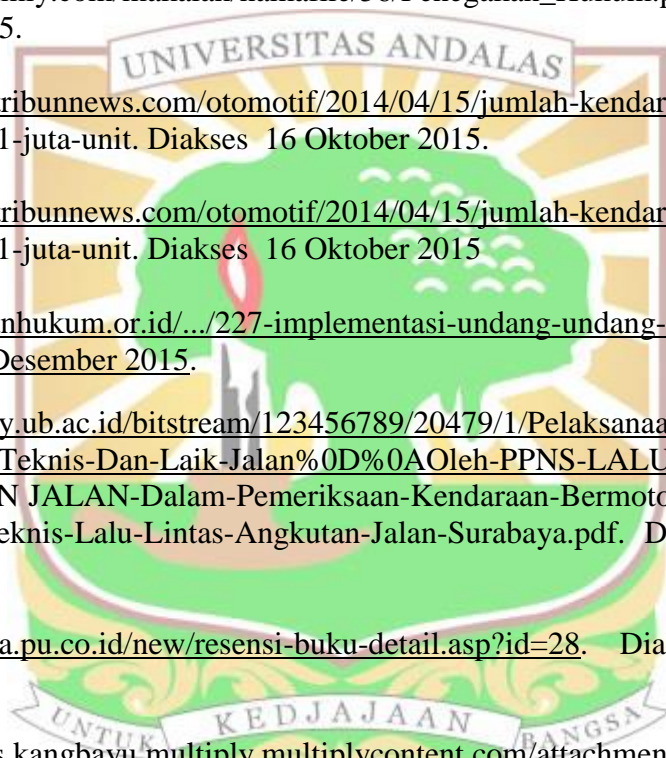 5.
UNIVERSITAS ANDALAS
ribunnews.com/otomotif/2014/04/15/jumlah-kendar
1-juta-unit. Diakses 16 Oktober 2015.
ribunnews.com/otomotif/2014/04/15/jumlah-kendar
1-juta-unit. Diakses 16 Oktober 2015
nhukum.or.id/.../227-implementasi-undang-undang-
Desember 2015.
y.ub.ac.id/bitstream/123456789/20479/1/Pelaksanaa
Teknis-Dan-Laik-Jalan%0D%0AOleh-PPNS-LALU
N JALAN-Dalam-Pemeriksaan-Kendaraan-Bermoto
eknis-Lalu-Lintas-Angkutan-Jalan-Surabaya.pdf. D
a.pu.co.id/new/resensi-buku-detail.asp?id=28. Dia
UNTUK KEDJAJAAN BANGSA
s.kangbayu.multiply.multiplycontent.com/attachmen